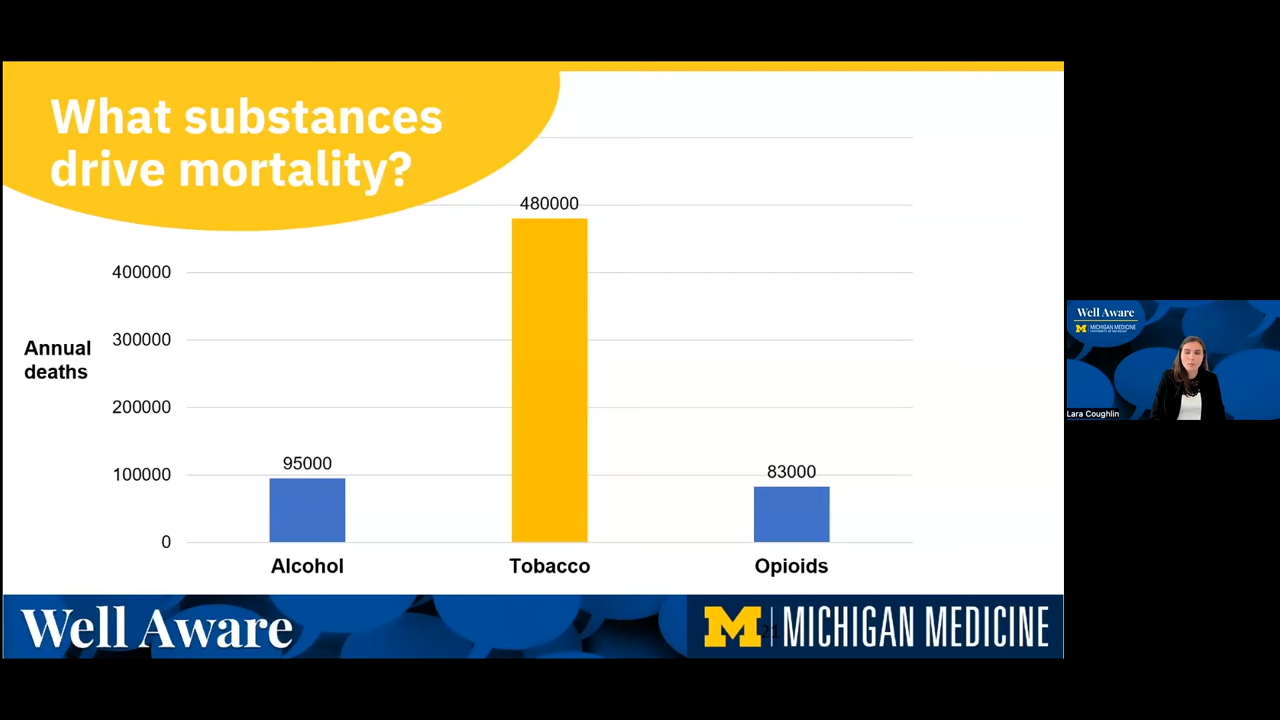 What substances
drive mortality?
480000
400000
Annual
deaths
300000
200000
95000
83000
100000
0
Alcohol
Tobacco
Opioids
Well Aware
M | MICHIGAN MEDICINE
21
Well Aware
M MICHIGAN MEDICINE
Lara Coughlin